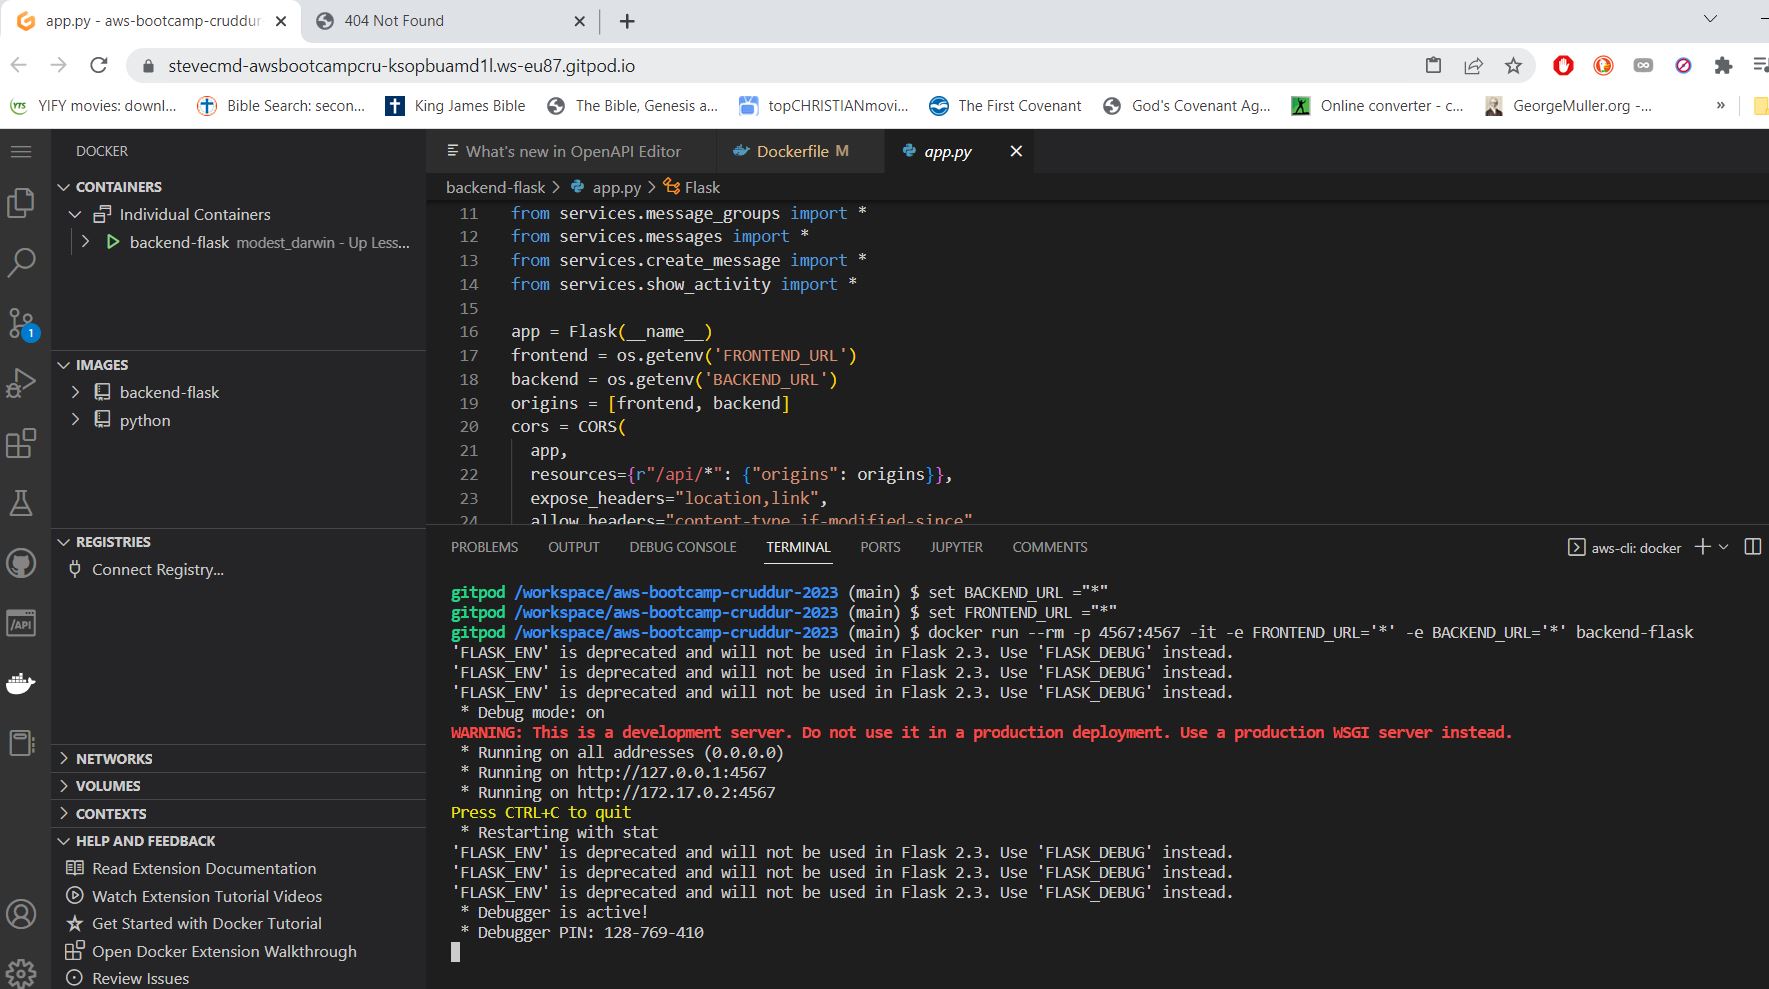 app.py - aws-bootcamp-cruddur
404 Not Found
stevecmd-awsbootcampcru-ksopbuamd1l.ws-eu87.gitpod.io
YTS YIFY movies: downl... Bible Search: secon... King James Bible The Bible, Genesis a... topCHRISTIANmovi... The First Covenant God's Covenant Ag... Online converter - c... GeorgeMuller.org -... »
DOCKER
CONTAINERS
Individual Containers
backend-flask modest_darwin - Up Less...
IMAGES
backend-flask
python
REGISTRIES
Connect Registry...
NETWORKS
VOLUMES
CONTEXTS
HELP AND FEEDBACK
Read Extension Documentation
Watch Extension Tutorial Videos
Get Started with Docker Tutorial
Open Docker Extension Walkthrough
Review Issues
1
/API
What's new in OpenAPI Editor Dockerfile M app.py
backend-flask > app.py > Flask
11 from services.message_groups import *
12 from services.messages import *
13 from services.create_message import *
14 from services.show_activity import *
15
16 app = Flask(__name__)
17 frontend = os.getenv('FRONTEND_URL')
18 backend = os.getenv('BACKEND_URL')
19 origins = [frontend, backend]
20 cors = CORS(
21 app,
22 resources={r"/api/*": {"origins": origins}},
23 expose_headers="location,link",
24 allow_headers="content-type,if-modified-since"
PROBLEMS OUTPUT DEBUG CONSOLE TERMINAL PORTS JUPYTER COMMENTS aws-cli: docker
gitpod /workspace/aws-bootcamp-cruddur-2023 (main) $ set BACKEND_URL ="*"
gitpod /workspace/aws-bootcamp-cruddur-2023 (main) $ set FRONTEND_URL ="*"
gitpod /workspace/aws-bootcamp-cruddur-2023 (main) $ docker run --rm -p 4567:4567 -it -e FRONTEND_URL='*' -e BACKEND_URL='*' backend-flask
'FLASK_ENV' is deprecated and will not be used in Flask 2.3. Use 'FLASK_DEBUG' instead.
'FLASK_ENV' is deprecated and will not be used in Flask 2.3. Use 'FLASK_DEBUG' instead.
'FLASK_ENV' is deprecated and will not be used in Flask 2.3. Use 'FLASK_DEBUG' instead.
* Debug mode: on
WARNING: This is a development server. Do not use it in a production deployment. Use a production WSGI server instead.
* Running on all addresses (0.0.0.0)
* Running on http://127.0.0.1:4567
* Running on http://172.17.0.2:4567
Press CTRL+C to quit
* Restarting with stat
'FLASK_ENV' is deprecated and will not be used in Flask 2.3. Use 'FLASK_DEBUG' instead.
'FLASK_ENV' is deprecated and will not be used in Flask 2.3. Use 'FLASK_DEBUG' instead.
'FLASK_ENV' is deprecated and will not be used in Flask 2.3. Use 'FLASK_DEBUG' instead.
* Debugger is active!
* Debugger PIN: 128-769-410